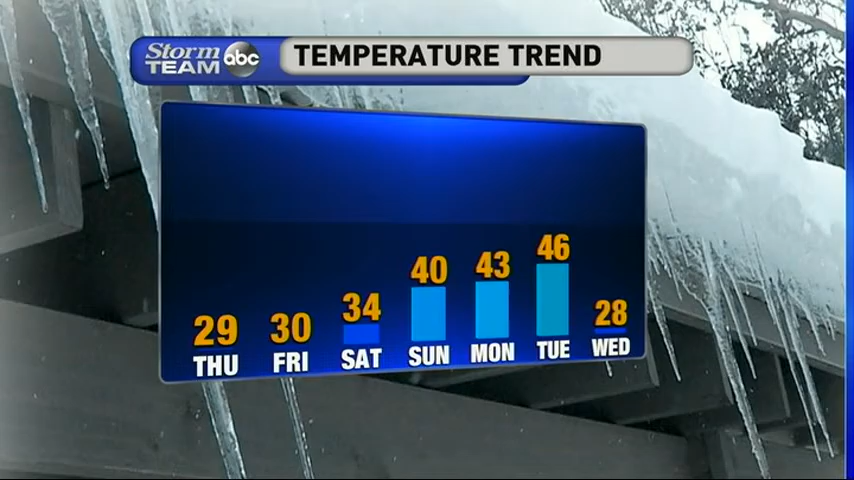 Storm
TEAM abc
TEMPERATURE TREND
29 30 34 40 43 46 28
THU FRI SAT SUN MON TUE WED